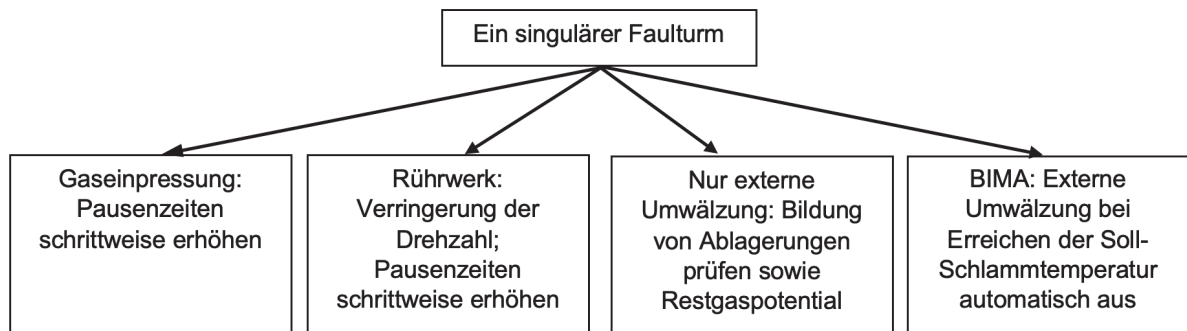 Ein singulärer Faulturm
Gaseinpressung:
Pausenzeiten
schrittweise erhöhen
Rührwerk:
Verringerung der
Drehzahl;
Pausenzeiten
schrittweise erhöhen
Nur externe
Umwälzung: Bildung
von Ablagerungen
prüfen sowie
Restgaspotential
BIMA: Externe
Umwälzung bei
Erreichen der Soll-
Schlammtemperatur
automatisch aus